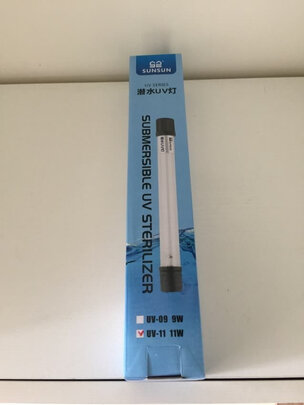 SUNSUN
UV SERIES
潜水UV灯
SUBMERSIBLE UV STERILIZER
UV-09 9W
UV-11 11W